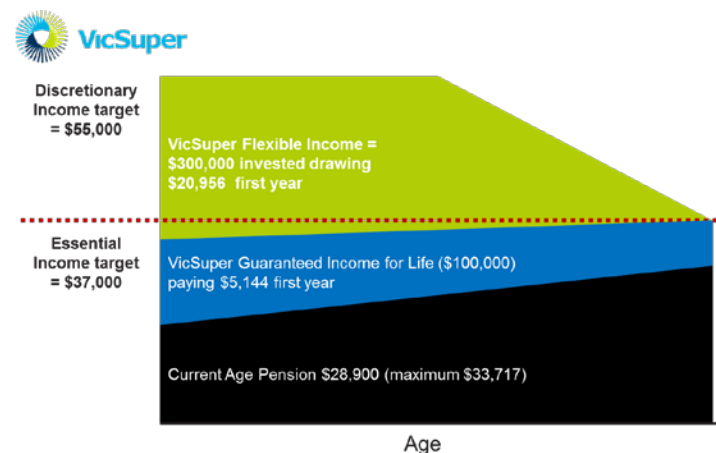 VicSuper
Discretionary
Income target
= $55,000
VicSuper Flexible Income =
$300,000 invested drawing
$20,956 first year
Essential
Income target
= $37,000
VicSuper Guaranteed Income for Life ($100,000)
paying $5,144 first year
Current Age Pension $28,900 (maximum $33,717)
Age